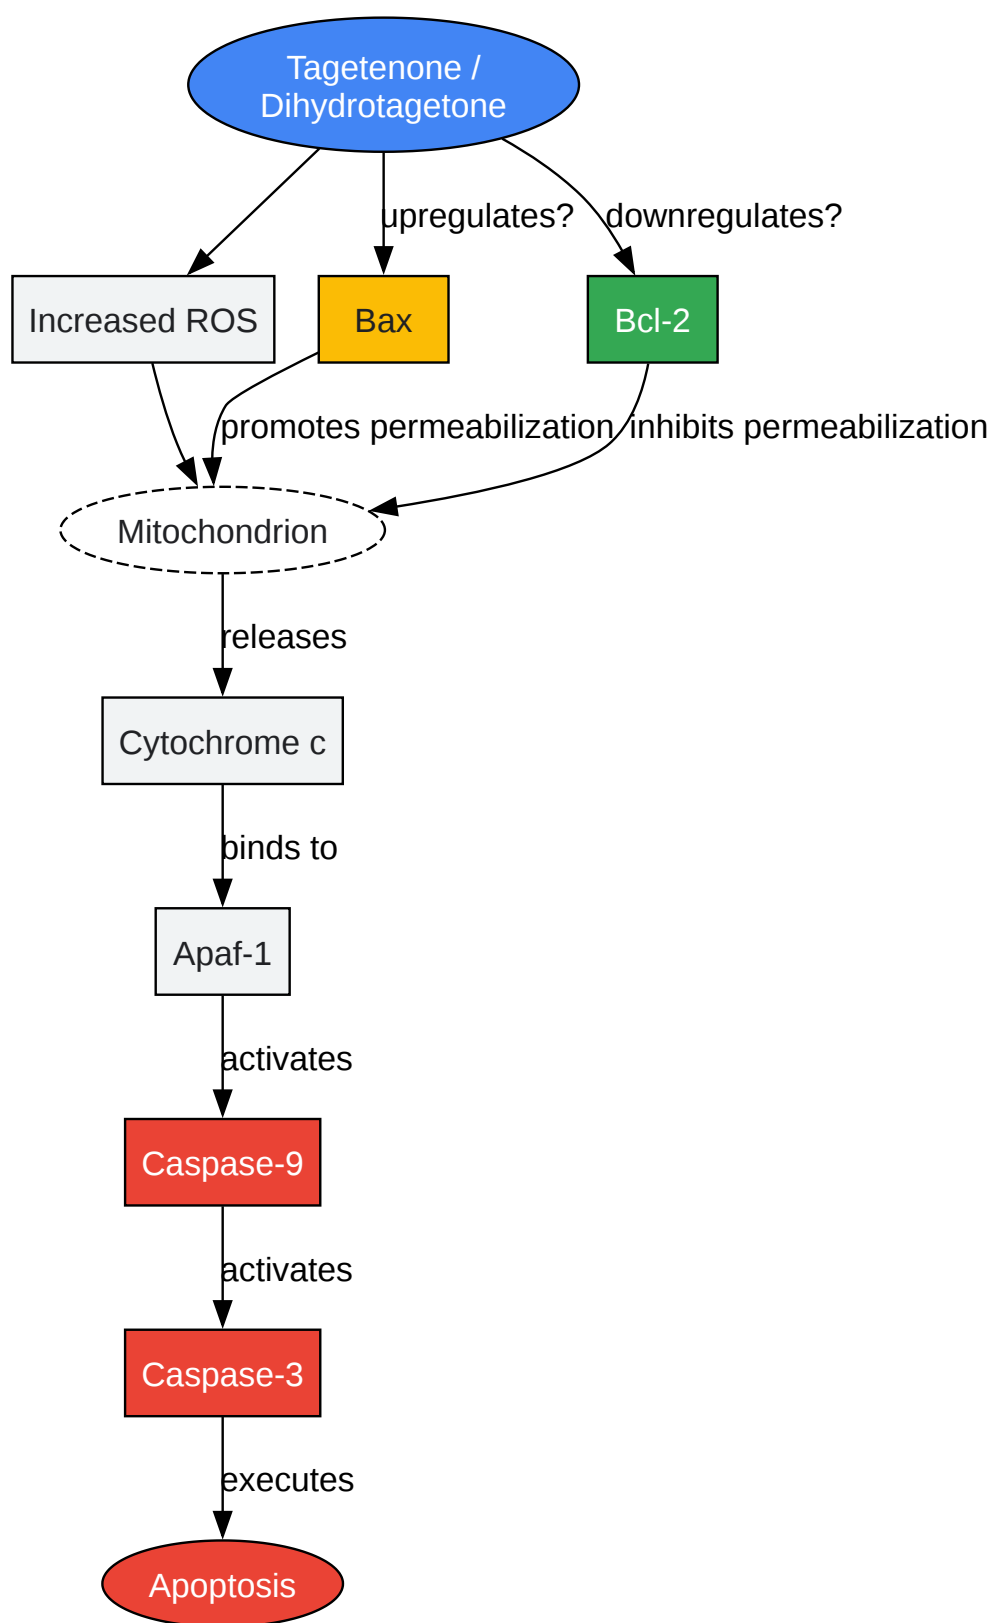 Tagetenone /
Dihydrotagetone
upregulates?
downregulates?
Increased ROS
Bax
Bcl-2
promotes permeabilization
inhibits permeabilization
Mitochondrion
releases
Cytochrome c
binds to
Apaf-1
activates
Caspase-9
activates
Caspase-3
executes
Apoptosis